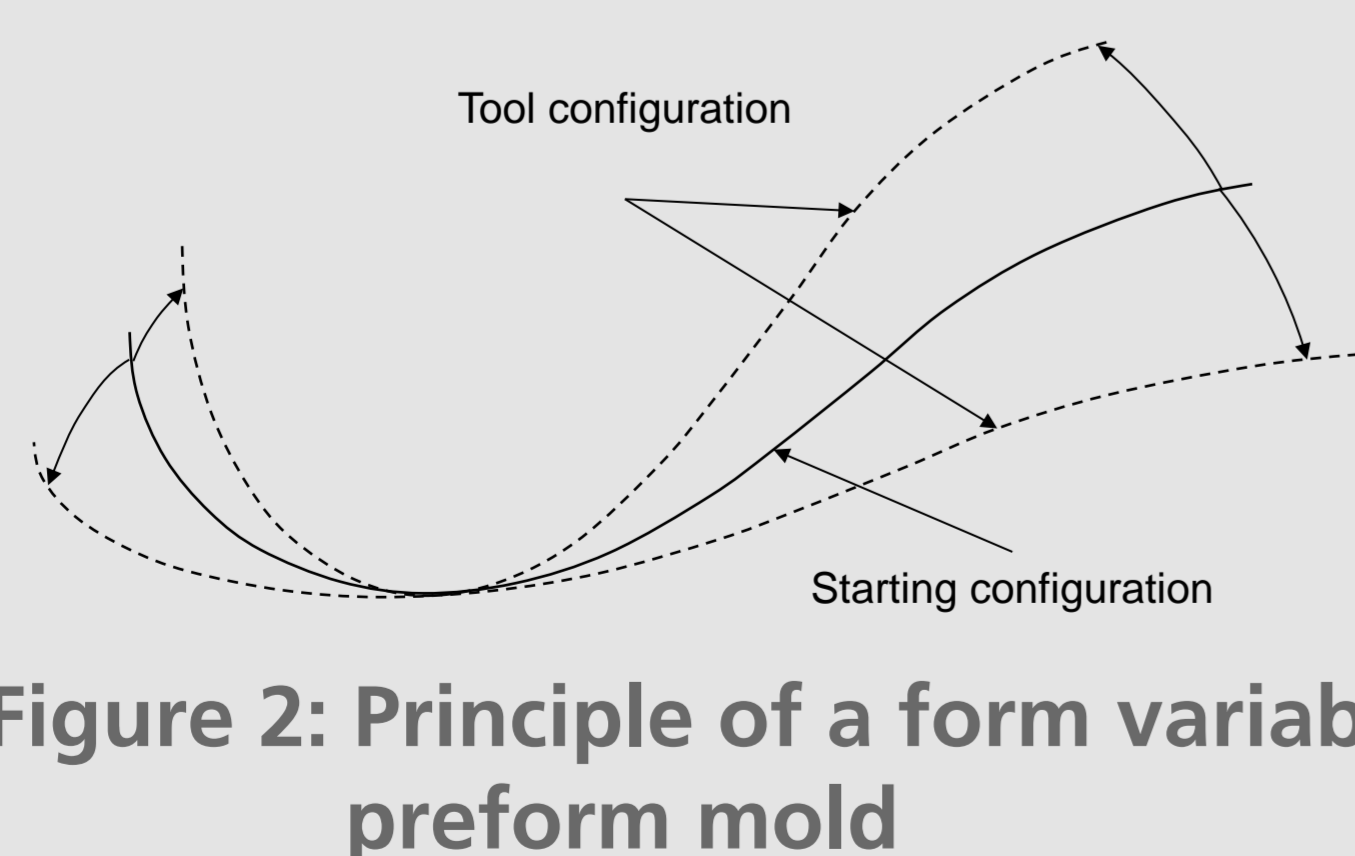 Tool configuration
Starting configuration
Figure 2: Principle of a form variab
preform mold